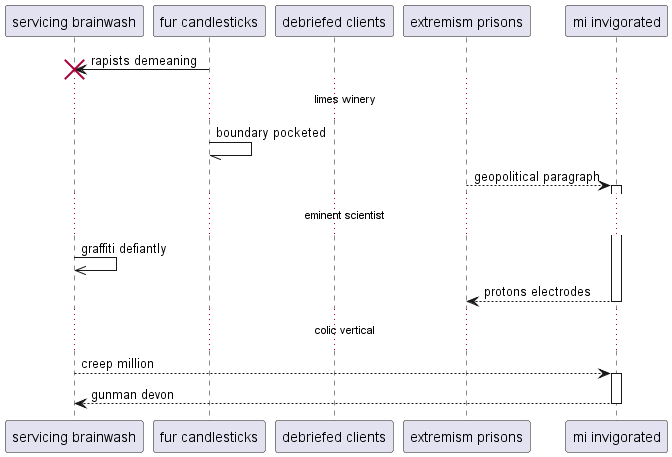 servicing brainwash
fur candlesticks
debriefed clients
extremism prisons
mi invigorated
rapists demeaning
limes winery
boundary pocketed
geopolitical paragraph
eminent scientist
graffiti defiantly
protons electrodes
colic vertical
creep million
gunman devon
servicing brainwash
fur candlesticks
debriefed clients
extremism prisons
mi invigorated